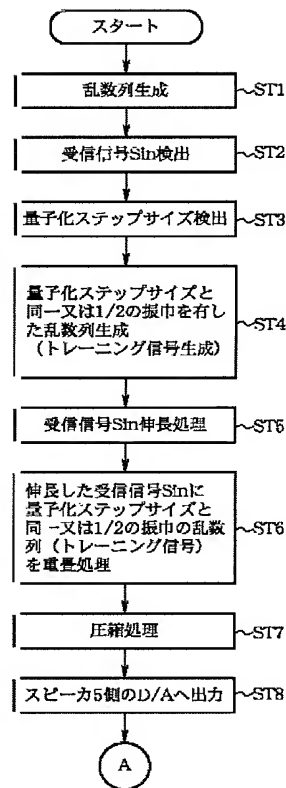 スタート
乱数列生成
ST1
受信信号Sin検出
ST2
量子化ステップサイズ検出
ST3
量子化ステップサイズと
同一又は1/2の振巾を有し
た乱数列生成
(トレーニング信号生成)
ST4
受信信号Sin伸長処理
ST5
伸長した受信信号Sinに
量子化ステップサイズと
同一又は1/2の振巾の乱数
列(トレーニング信号)
を重畳処理
ST6
圧縮処理
ST7
スピーカ5側のD/Aへ出力
ST8
A